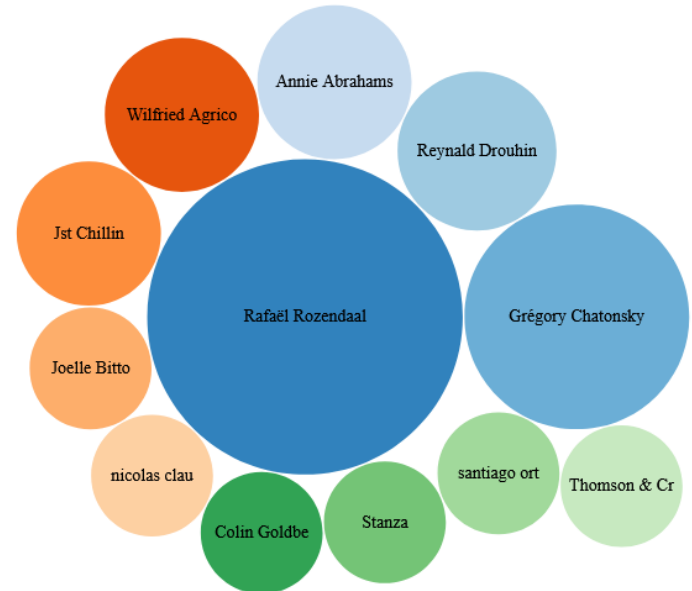 Annie Abrahams
Wilfried Agrico
Reynald Drouhin
Jst Chillin
Rafaël Rozendaal
Grégory Chatonsky
Joelle Bitto
nicolas clau
santiago ort
Thomson & Cr
Stanza
Colin Goldbe